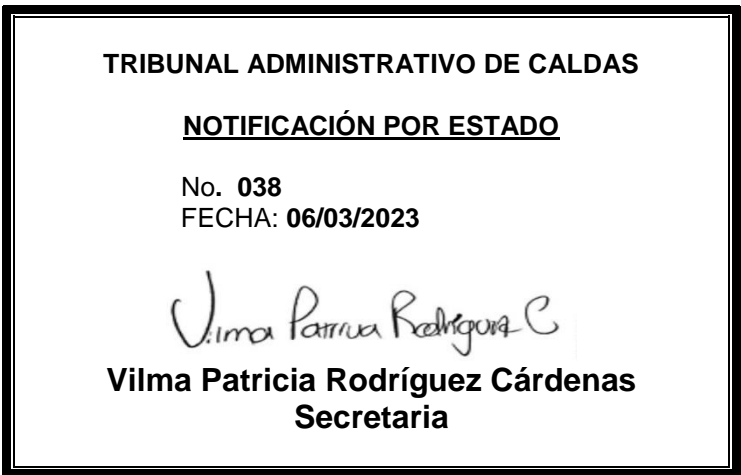 TRIBUNAL ADMINISTRATIVO DE CALDAS
NOTIFICACIÓN POR ESTADO
No. 038
FECHA: 06/03/2023
Vilma Patricia Rodríguez C
Vilma Patricia Rodríguez Cárdenas
Secretaria